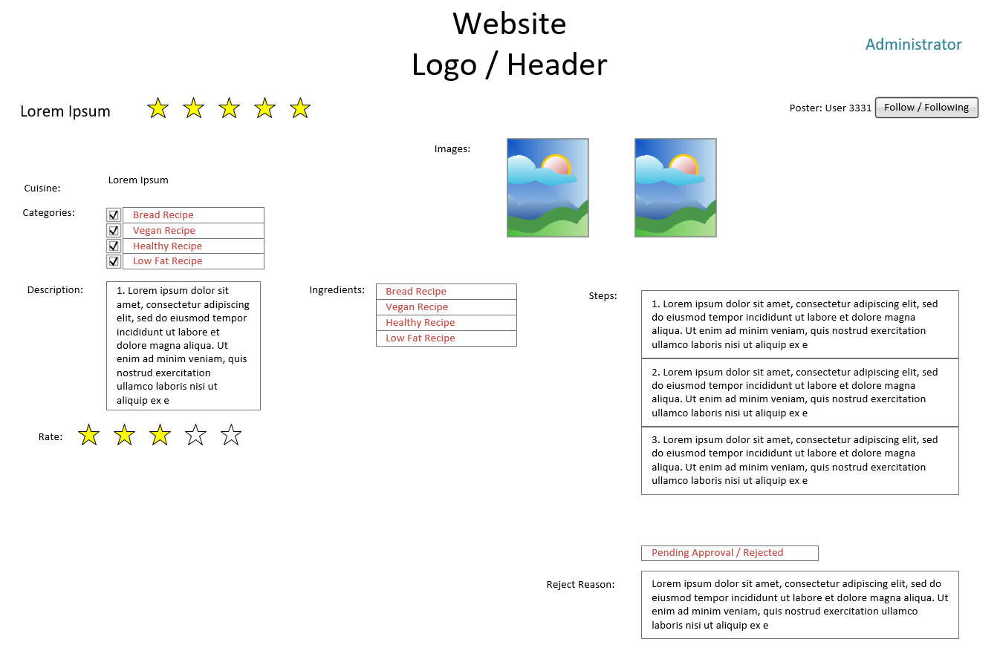 Website
Logo / Header
Administrator
Lorem Ipsum
Poster: User 3331
Follow / Following
Images:
Cuisine:
Lorem Ipsum
Categories:
Bread Recipe
Vegan Recipe
Healthy Recipe
Low Fat Recipe
Description:
1. Lorem ipsum dolor sit
amet, consectetur adipiscing
elit, sed do eiusmod tempor
incididunt ut labore et
dolore magna aliqua. Ut
enim ad minim veniam, quis
nostrud exercitation
ullamco laboris nisi ut
aliquip ex e
Ingredients:
Bread Recipe
Vegan Recipe
Healthy Recipe
Low Fat Recipe
Steps:
1. Lorem ipsum dolor sit amet, consectetur adipiscing elit, sed
do eiusmod tempor incididunt ut labore et dolore magna
aliqua. Ut enim ad minim veniam, quis nostrud exercitation
ullamco laboris nisi ut aliquip ex e
2. Lorem ipsum dolor sit amet, consectetur adipiscing elit, sed
do eiusmod tempor incididunt ut labore et dolore magna
aliqua. Ut enim ad minim veniam, quis nostrud exercitation
ullamco laboris nisi ut aliquip ex e
3. Lorem ipsum dolor sit amet, consectetur adipiscing elit, sed
do eiusmod tempor incididunt ut labore et dolore magna
aliqua. Ut enim ad minim veniam, quis nostrud exercitation
ullamco laboris nisi ut aliquip ex e
Rate:
Pending Approval / Rejected
Reject Reason:
Lorem ipsum dolor sit amet, consectetur adipiscing elit, sed do
eiusmod tempor incididunt ut labore et dolore magna aliqua. Ut
enim ad minim veniam, quis nostrud exercitation ullamco
laboris nisi ut aliquip ex e